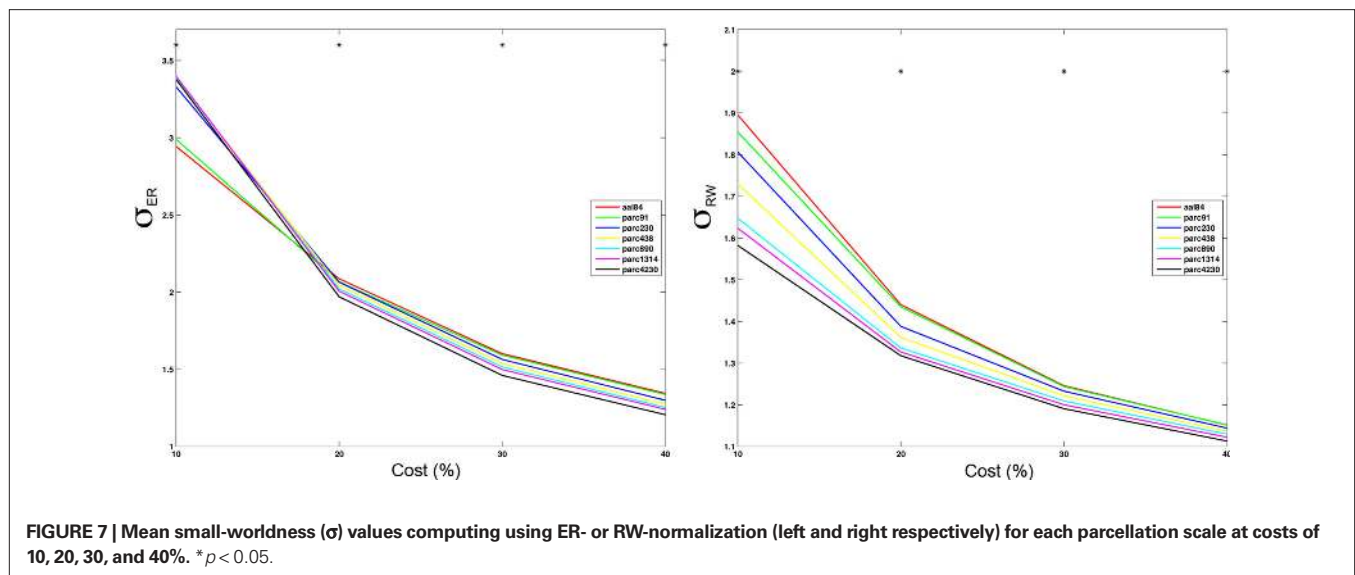 *
*
*
*
3.5
3
2.5
2
1.5
1
10
20
30
40
σER
Cost (%)
aal84
parc91
parc230
parc438
parc890
parc1314
parc4230
2.1
2
1.9
1.8
1.7
1.6
1.5
1.4
1.3
1.2
1.1
*
*
*
*
10
20
30
40
σRW
Cost (%)
aal84
parc91
parc230
parc438
parc890
parc1314
parc4230
FIGURE 7 | Mean small-worldness (σ) values computing using ER- or RW-normalization (left and right respectively) for each parcellation scale at costs of
10, 20, 30, and 40%. *p < 0.05.